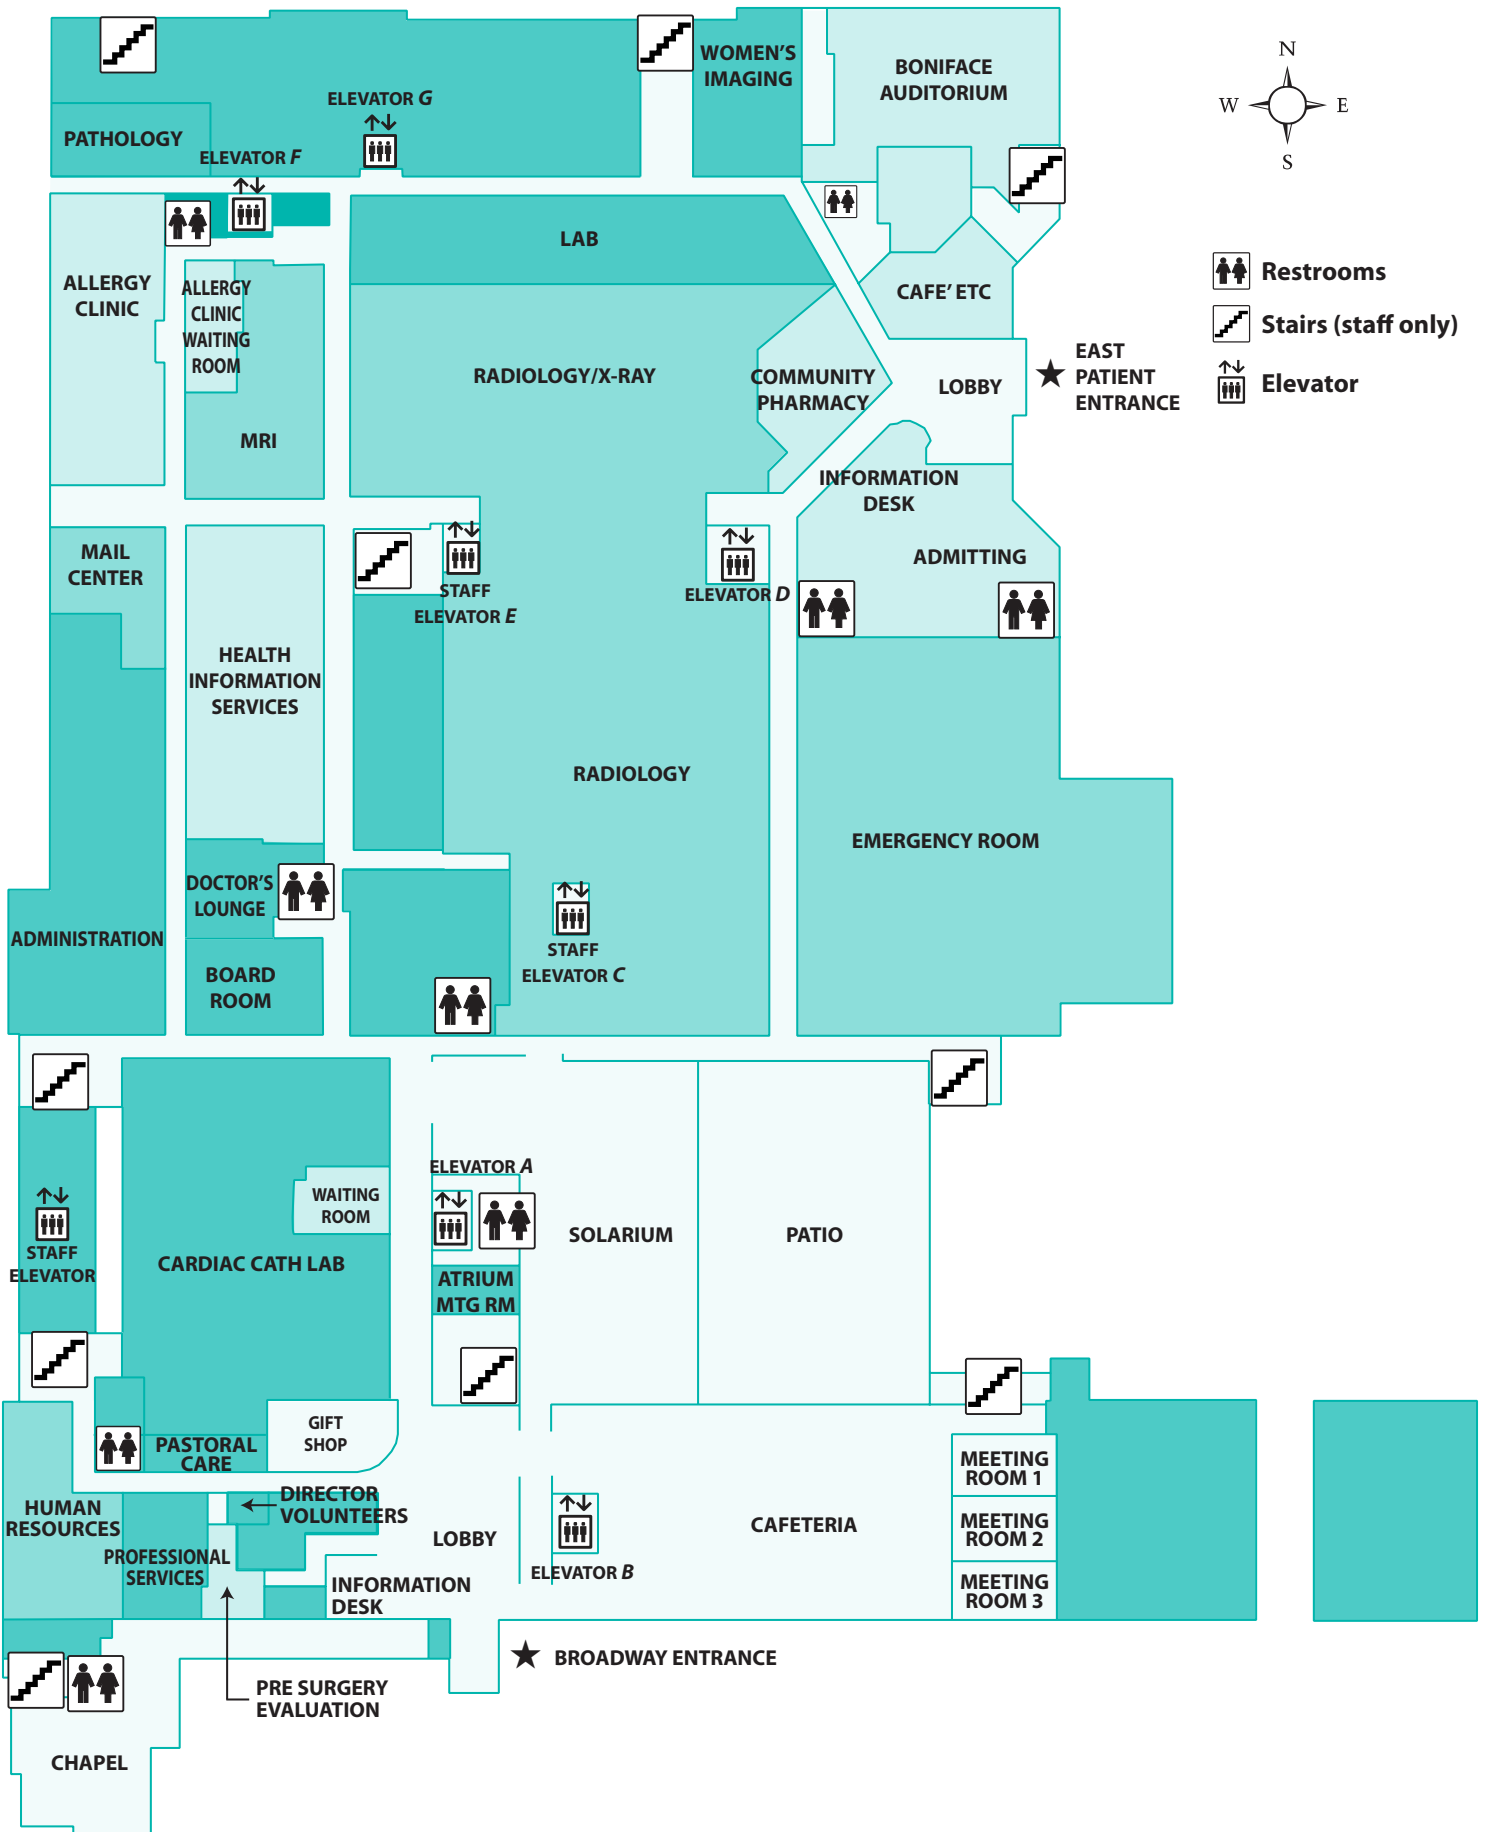 WOMEN'S
IMAGING
BONIFACE
AUDITORIUM
N
W
E
S
ELEVATOR G
PATHOLOGY
ELEVATOR F
LAB
ALLERGY
CLINIC
ALLERGY
CLINIC
WAITING
ROOM
CAFE' ETC
Restrooms
Stairs (staff only)
Elevator
RADIOLOGY/X-RAY
COMMUNITY
PHARMACY
LOBBY
EAST
PATIENT
ENTRANCE
MRI
INFORMATION
DESK
MAIL
CENTER
ADMITTING
STAFF
ELEVATOR E
ELEVATOR D
HEALTH
INFORMATION
SERVICES
RADIOLOGY
EMERGENCY ROOM
DOCTOR'S
LOUNGE
ADMINISTRATION
STAFF
ELEVATOR C
BOARD
ROOM
ELEVATOR A
WAITING
ROOM
SOLARIUM
PATIO
STAFF
ELEVATOR
CARDIAC CATH LAB
ATRIUM
MTG RM
GIFT
SHOP
PASTORAL
CARE
MEETING
ROOM 1
DIRECTOR
VOLUNTEERS
HUMAN
RESOURCES
LOBBY
CAFETERIA
MEETING
ROOM 2
PROFESSIONAL
SERVICES
ELEVATOR B
INFORMATION
DESK
MEETING
ROOM 3
BROADWAY ENTRANCE
PRE SURGERY
EVALUATION
CHAPEL